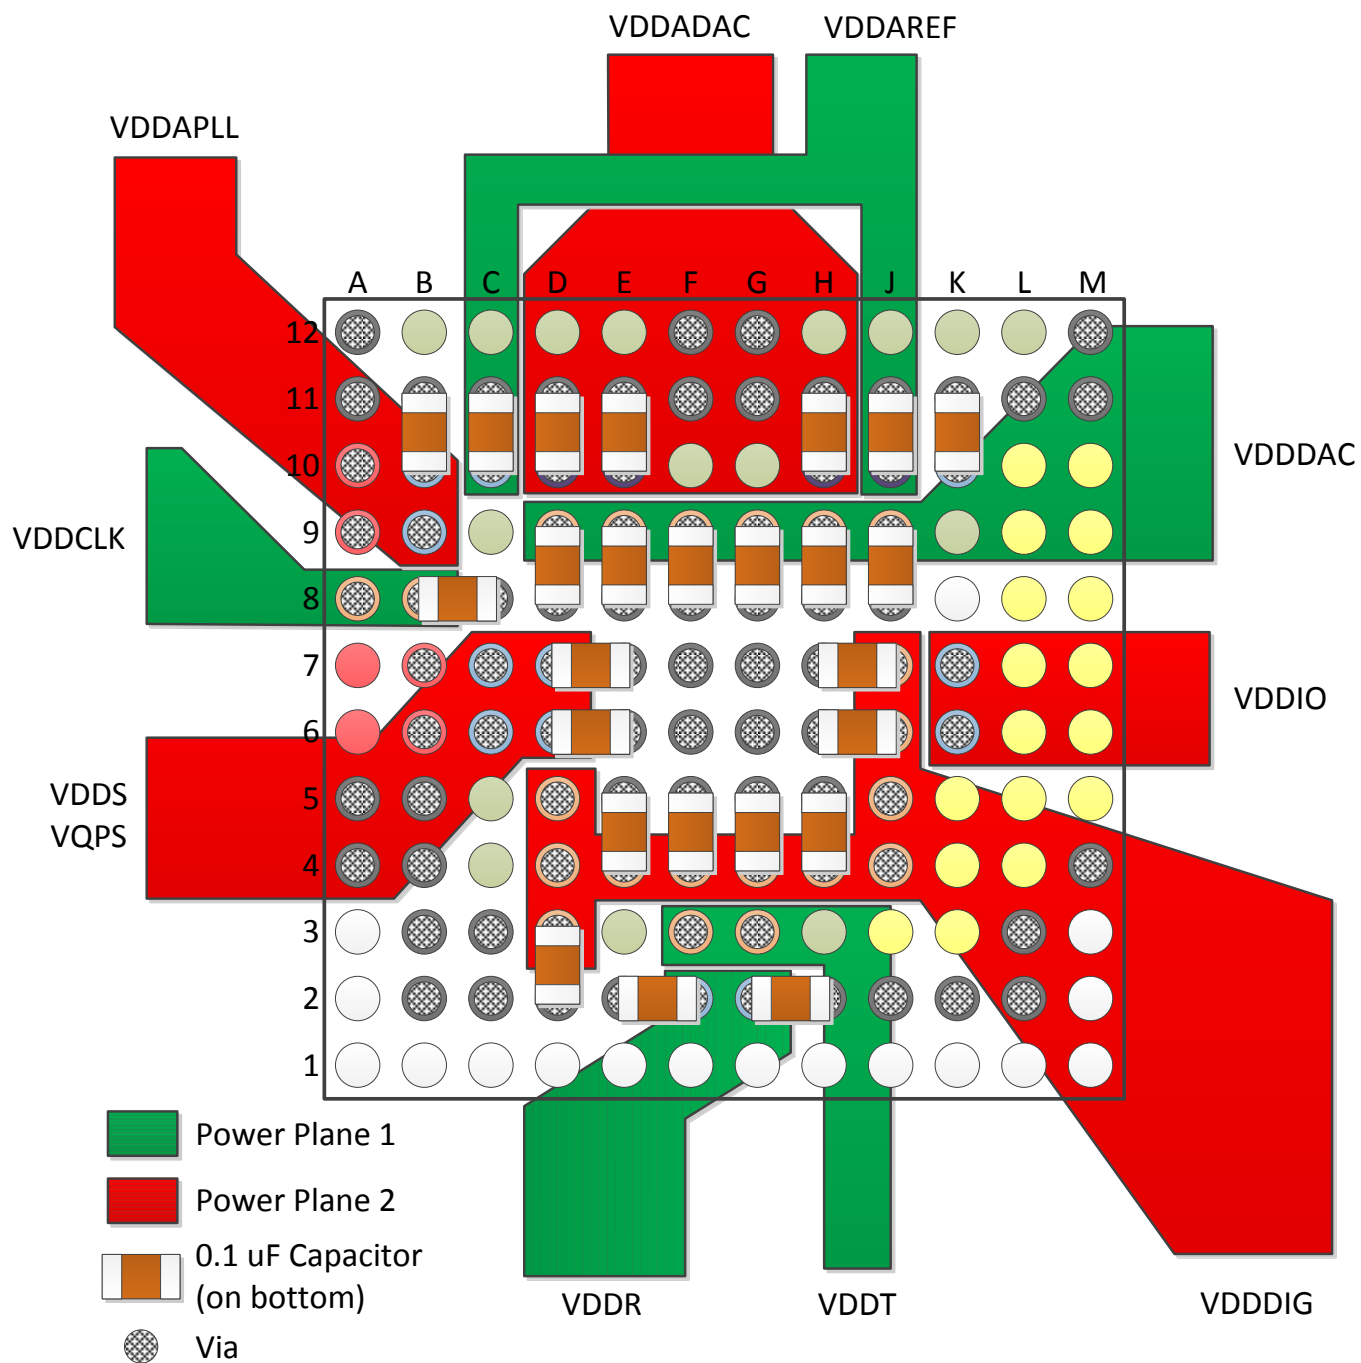 VDDADAC VDDAREF
VDDAPLL
A B C D E F G H J K L M
12
11
10
VDDDAC
9
VDDCLK
8
7
VDDIO
6
VDDS
VQPS
5
4
3
2
1
Power Plane 1
Power Plane 2
0.1 uF Capacitor
(on bottom)
Via
VDDR VDDT VDDDIG